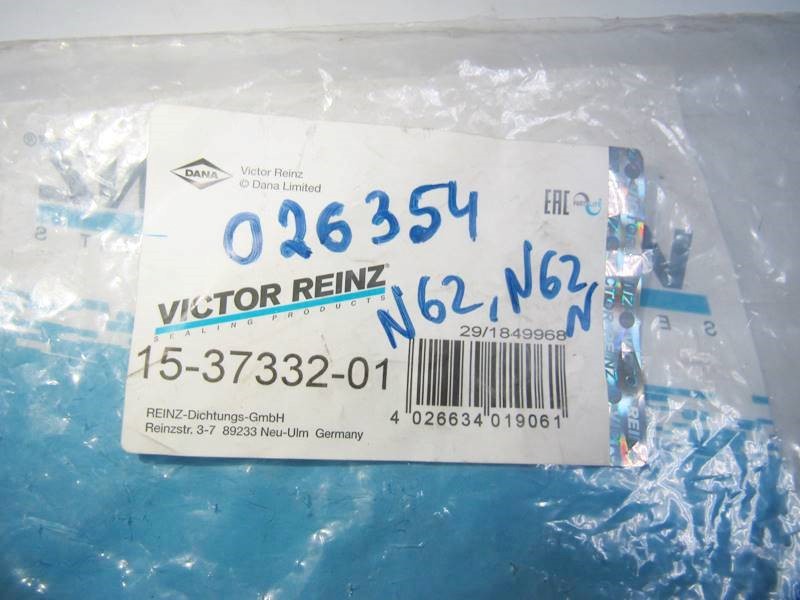 DANA
Victor Reinz
© Dana Limited
EAC
026354
VICTOR REINZ®
SEALING PRODUCTS
N62, N62,
N
29/1849968
15-37332-01
4 026634 019061
REINZ-Dichtungs-GmbH
Reinzstr. 3-7 89233 Neu-Ulm Germany